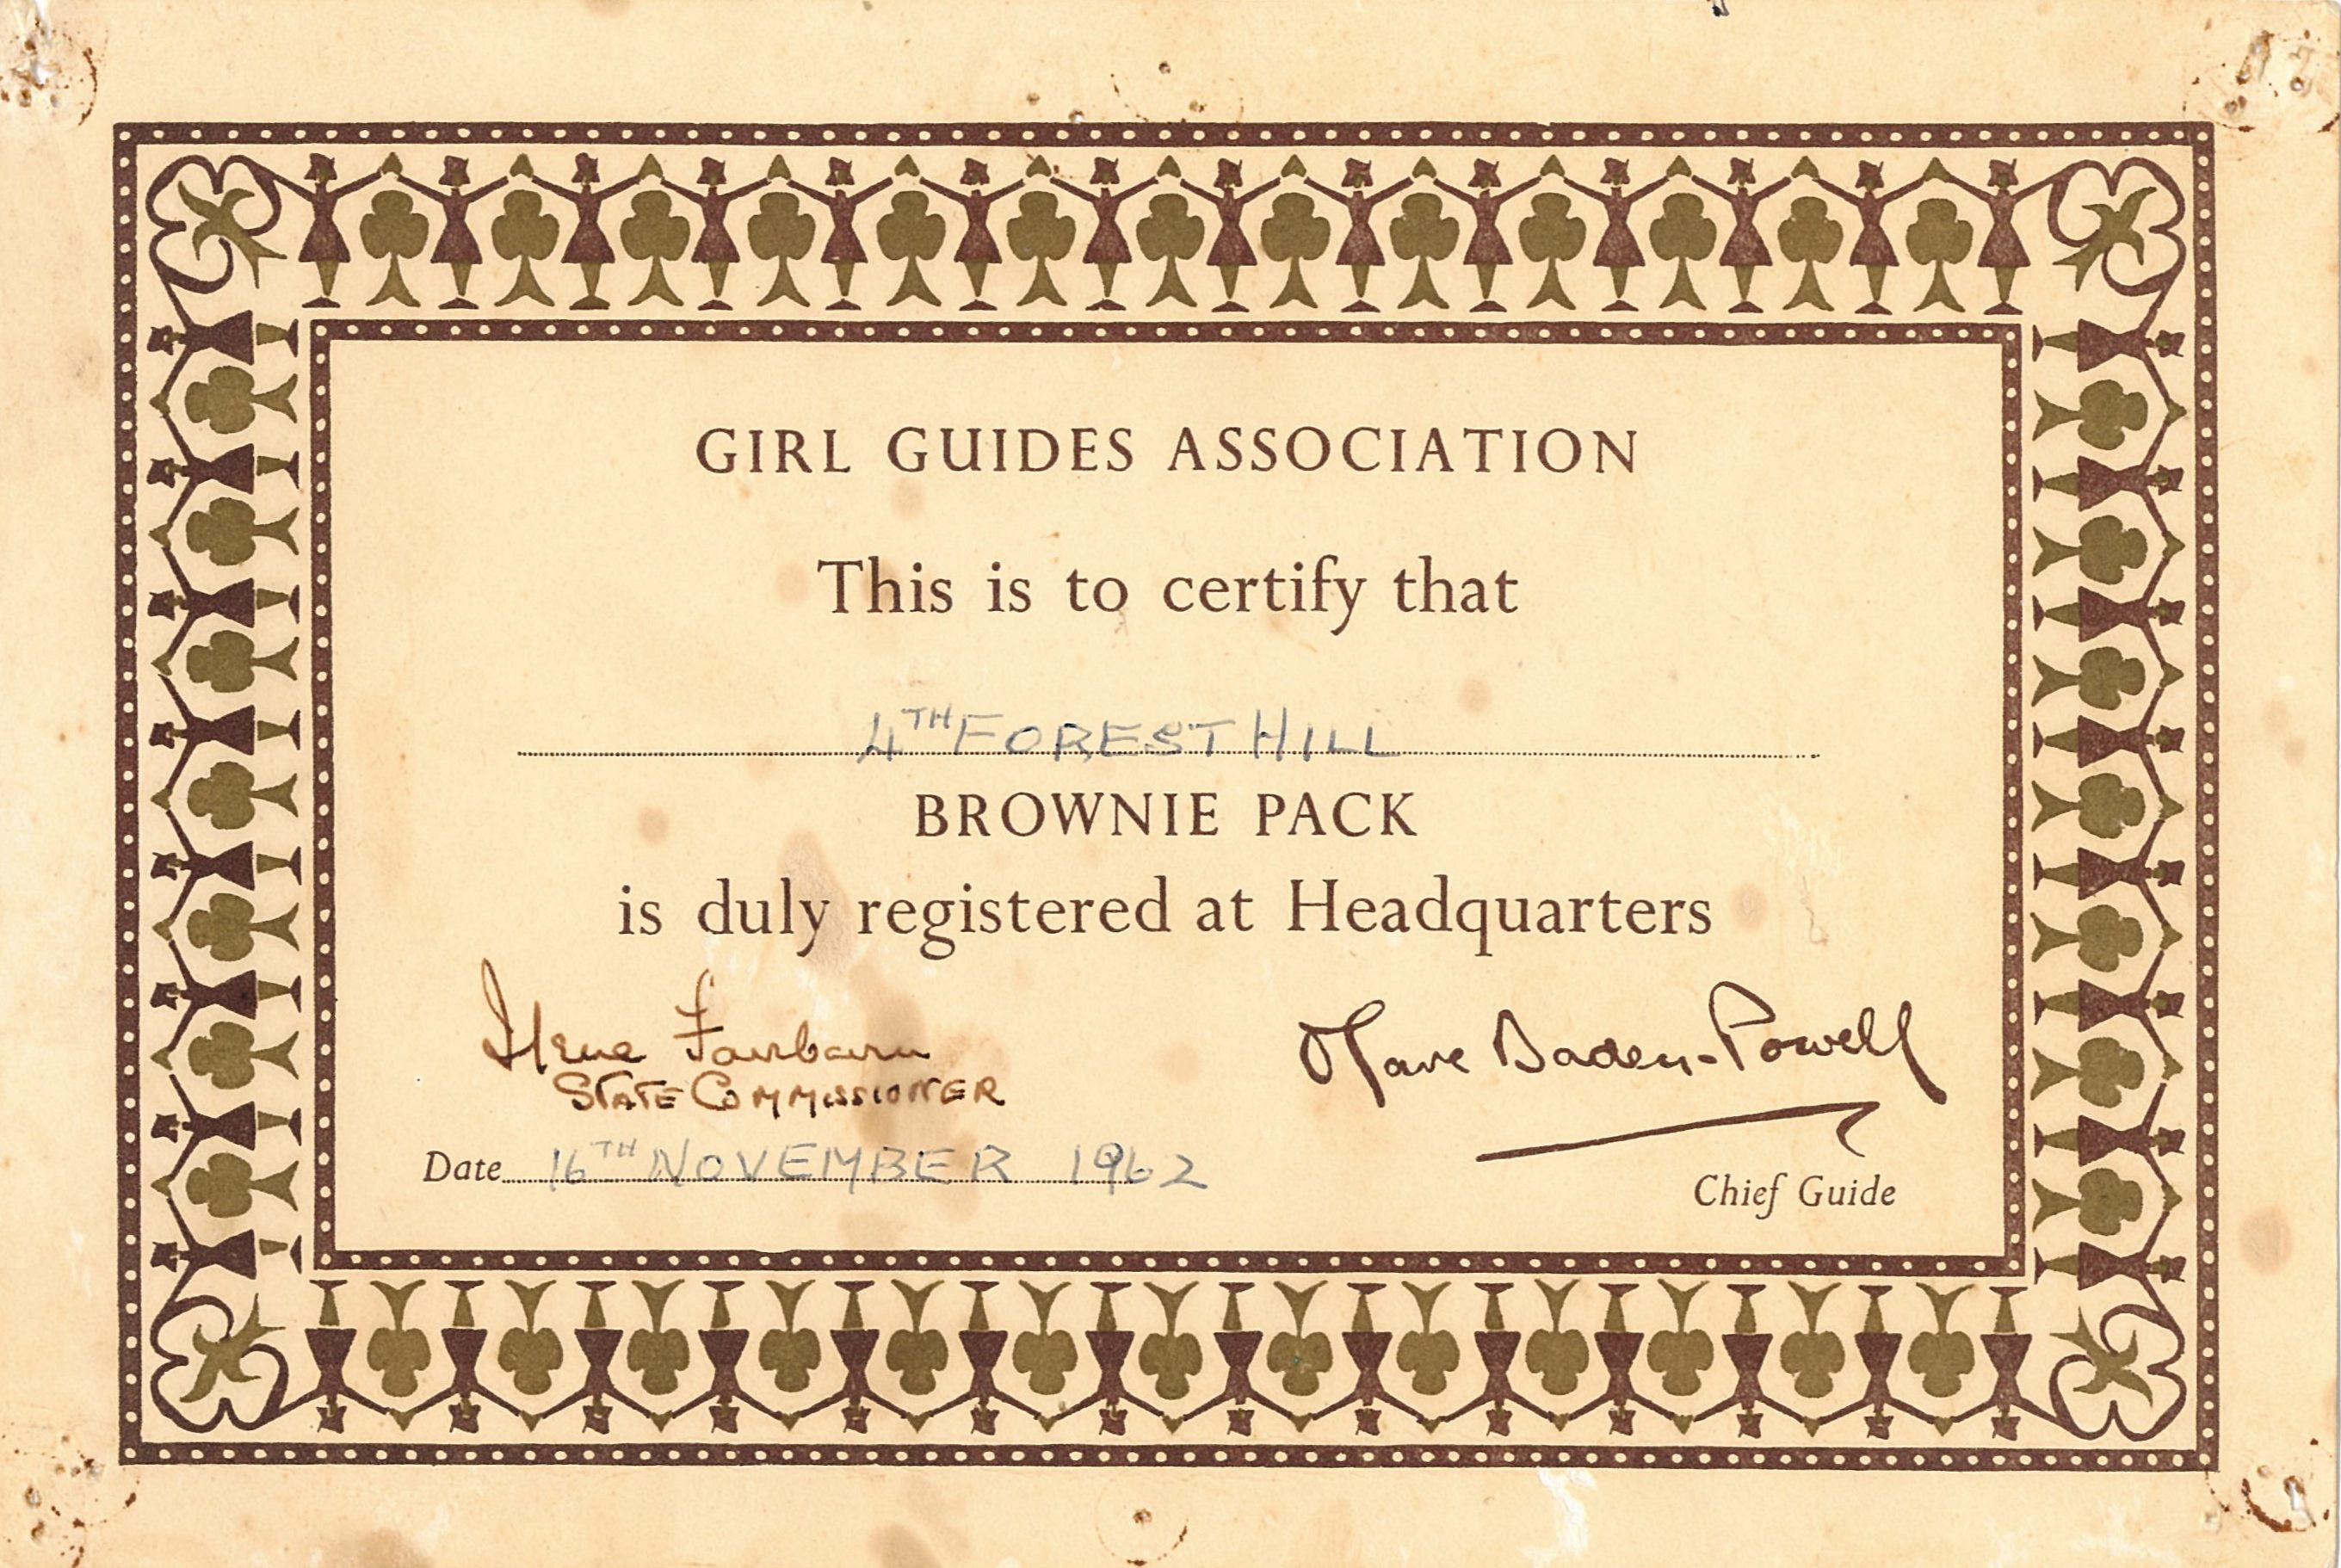 GIRL GUIDES ASSOCIATION
This is to certify that
4TH FOREST HILL
BROWNIE PACK
is duly registered at Headquarters
Irene Fairbairn
STATE COMMISSIONER
Olave Baden-Powell
Date 16TH NOVEMBER 1962
Chief Guide